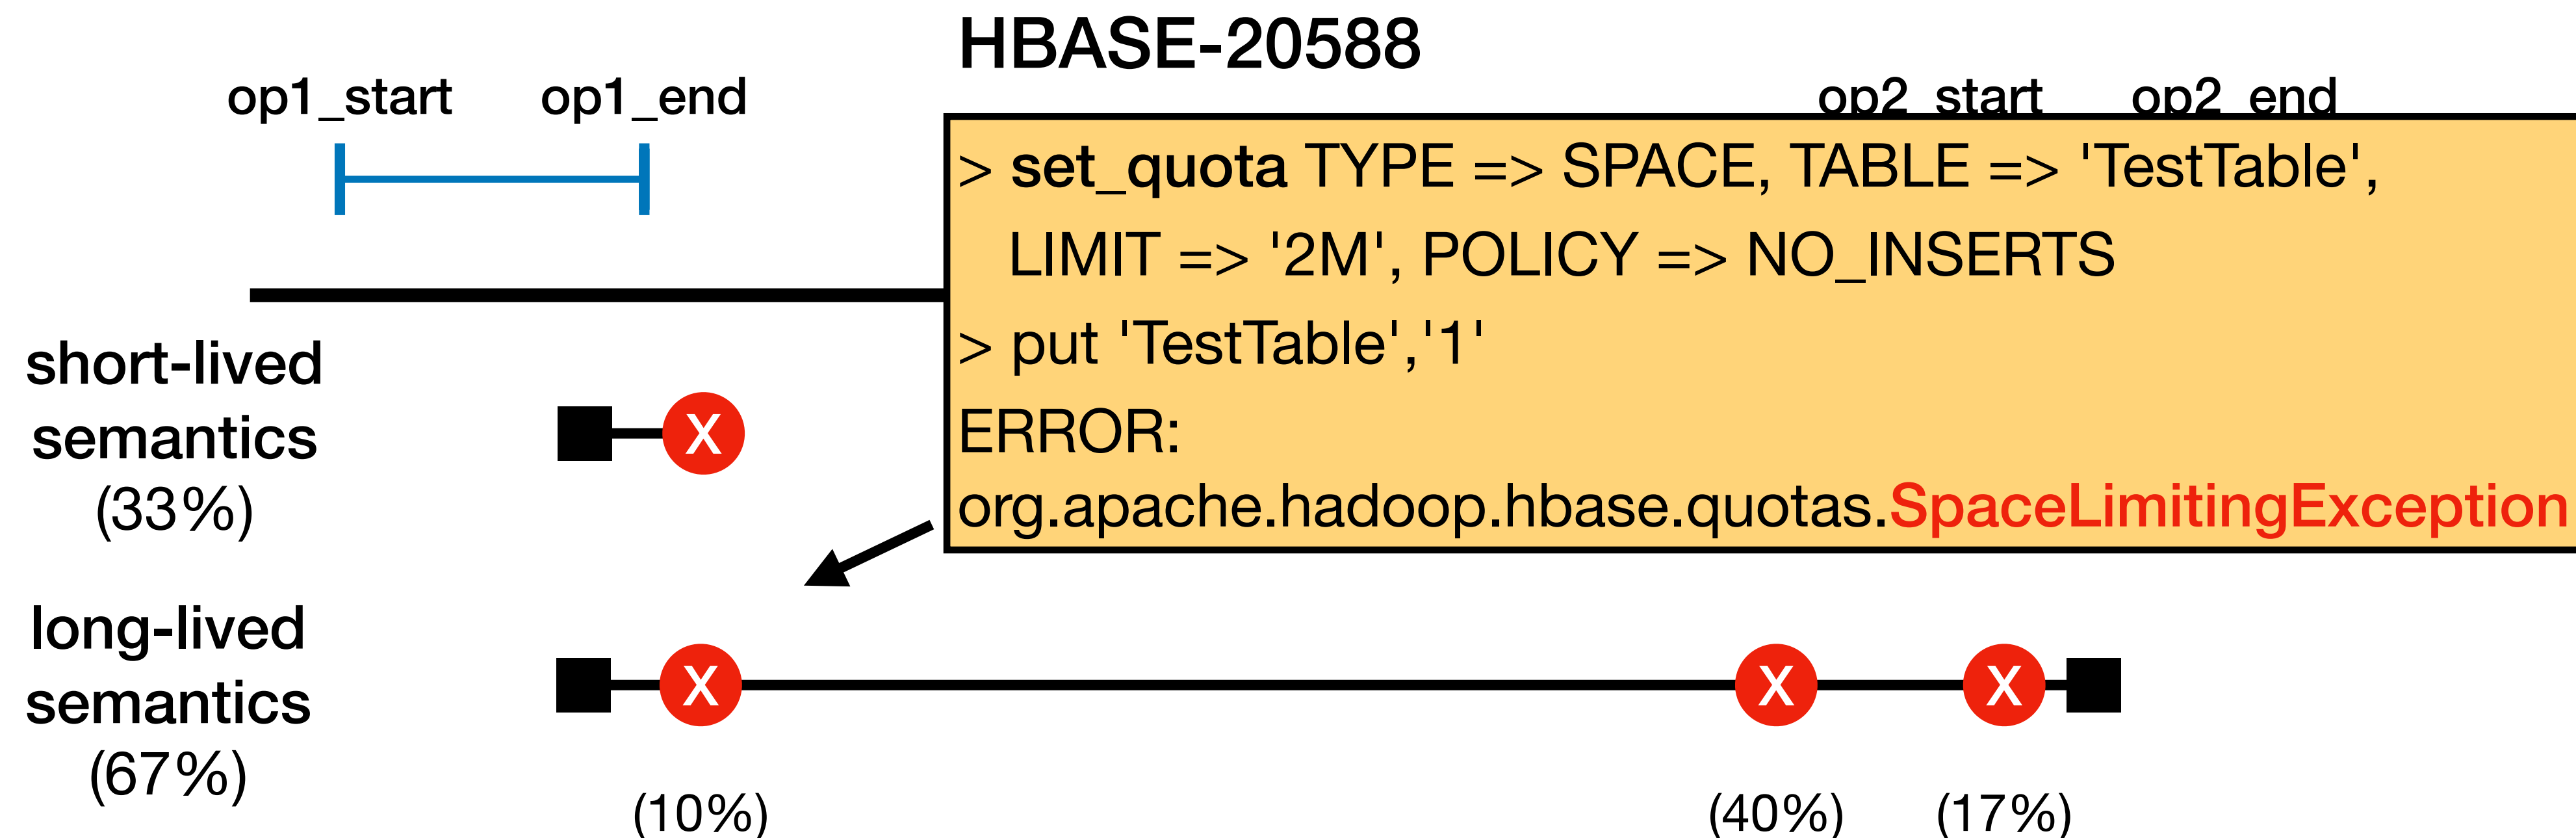 HBASE-20588
op1_start op1_end
op2_start op2_end
> set_quota TYPE => SPACE, TABLE => 'TestTable',
LIMIT => '2M', POLICY => NO_INSERTS
> put 'TestTable','1'
ERROR:
org.apache.hadoop.hbase.quotas.SpaceLimitingException
short-lived
semantics
(33%)
X
long-lived
semantics
(67%)
X X X
(10%) (40%) (17%)